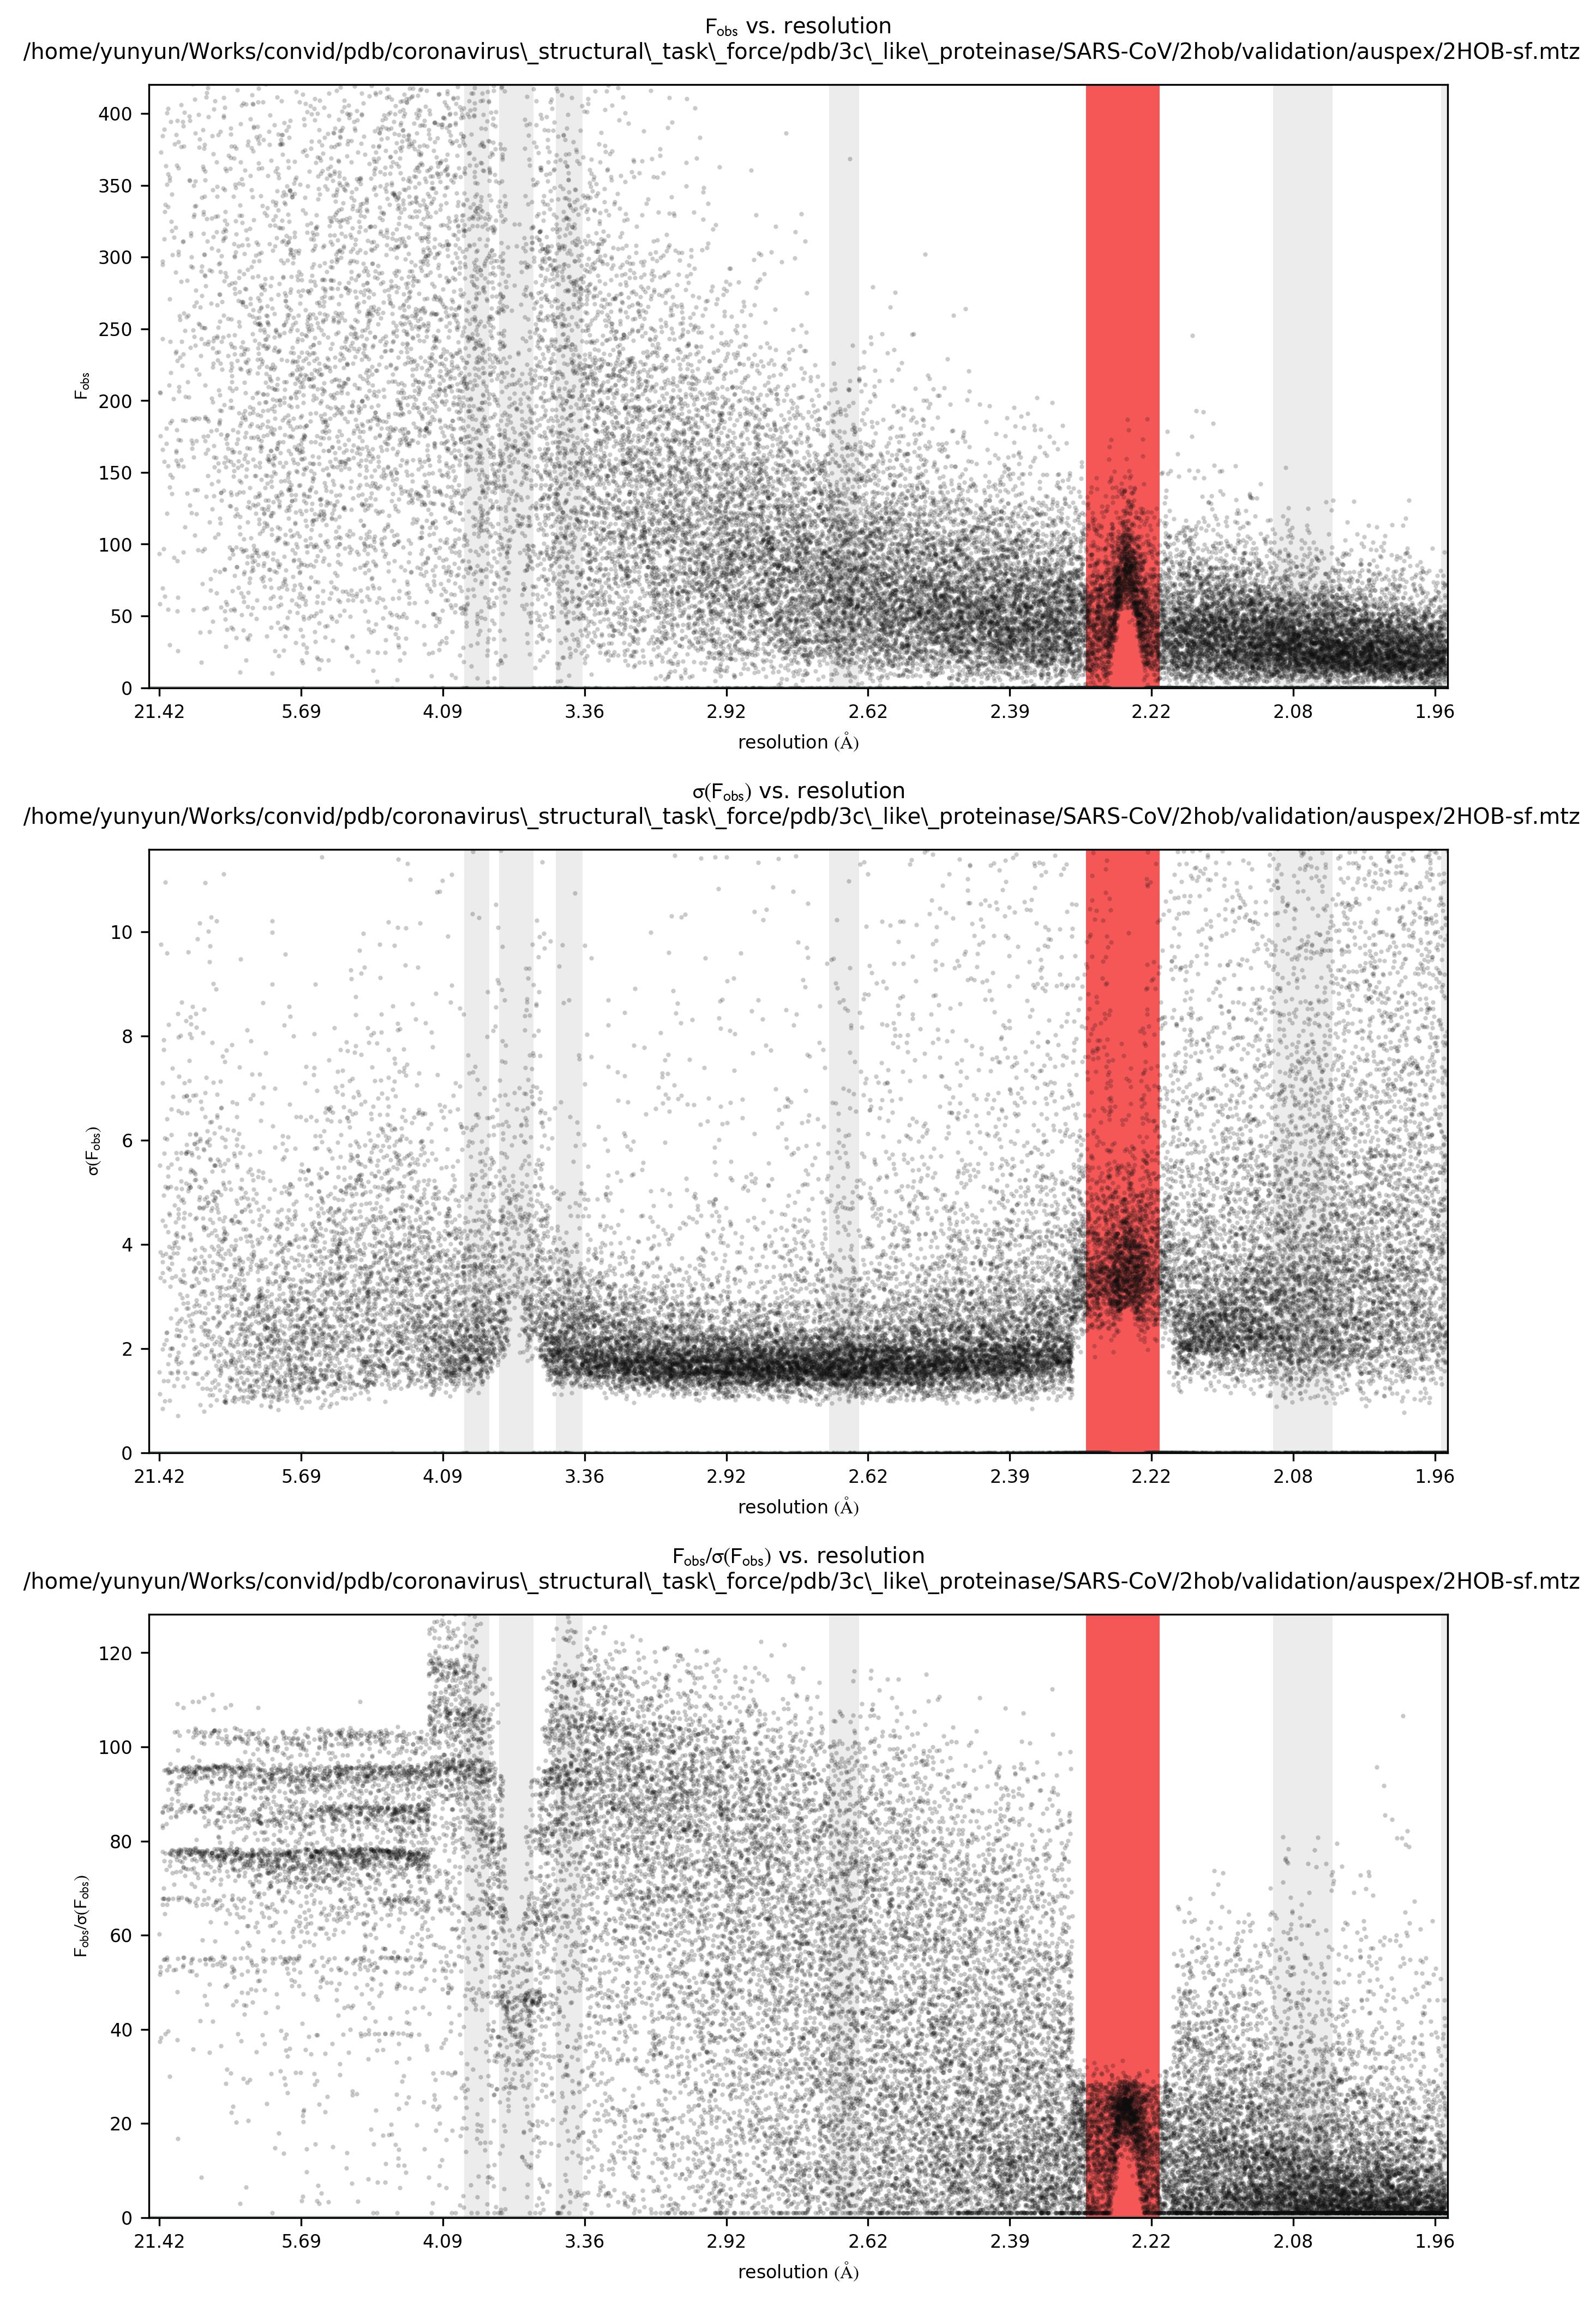 Fobs vs. resolution
/home/yunyun/Works/convid/pdb/coronavirus\_structural\_task\_force/pdb/3c\_like\_proteinase/SARS-CoV/2hob/validation/auspex/2HOB-sf.mtz
400
350
300
250
200
150
100
50
0
Fobs
21.42 5.69 4.09 3.36 2.92 2.62 2.39 2.22 2.08 1.96
resolution (Å)
σ(Fobs) vs. resolution
/home/yunyun/Works/convid/pdb/coronavirus\_structural\_task\_force/pdb/3c\_like\_proteinase/SARS-CoV/2hob/validation/auspex/2HOB-sf.mtz
10
8
6
4
2
0
σ(Fobs)
21.42 5.69 4.09 3.36 2.92 2.62 2.39 2.22 2.08 1.96
resolution (Å)
Fobs/σ(Fobs) vs. resolution
/home/yunyun/Works/convid/pdb/coronavirus\_structural\_task\_force/pdb/3c\_like\_proteinase/SARS-CoV/2hob/validation/auspex/2HOB-sf.mtz
120
100
80
60
40
20
0
Fobs/σ(Fobs)
21.42 5.69 4.09 3.36 2.92 2.62 2.39 2.22 2.08 1.96
resolution (Å)